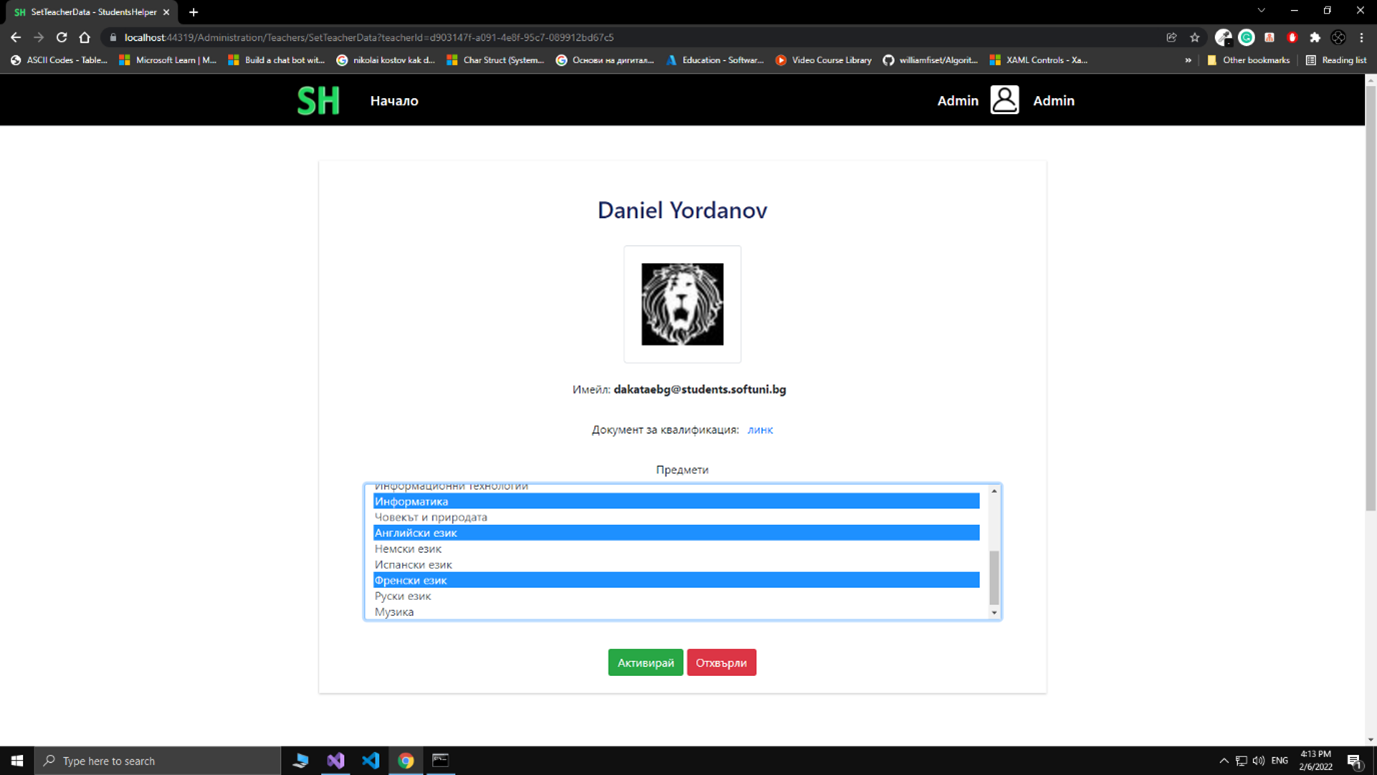 SH SetTeacherData - StudentsHelper
localhost:44319/Administration/Teachers/SetTeacherData?teacherId=d903147f-a091-4e8f-95c7-089912bd67c5
ASCII Codes - Table... Microsoft Learn | M... Build a chat bot wit... nikolai kostov kak d... Char Struct (System... Основи на дигитал... Education - Softwar... Video Course Library williamfiset/Algorit... XAML Controls - Xa... » Other bookmarks Reading list
SH Начало Admin Admin
Daniel Yordanov
Имейл: dakataebg@students.softuni.bg
Документ за квалификация: линк
Предмети
Информационни технологии
Информатика
Човекът и природата
Английски език
Немски език
Испански език
Френски език
Руски език
Музика
Активирай Отхвърли
Type here to search ENG 4:13 PM
2/6/2022 1